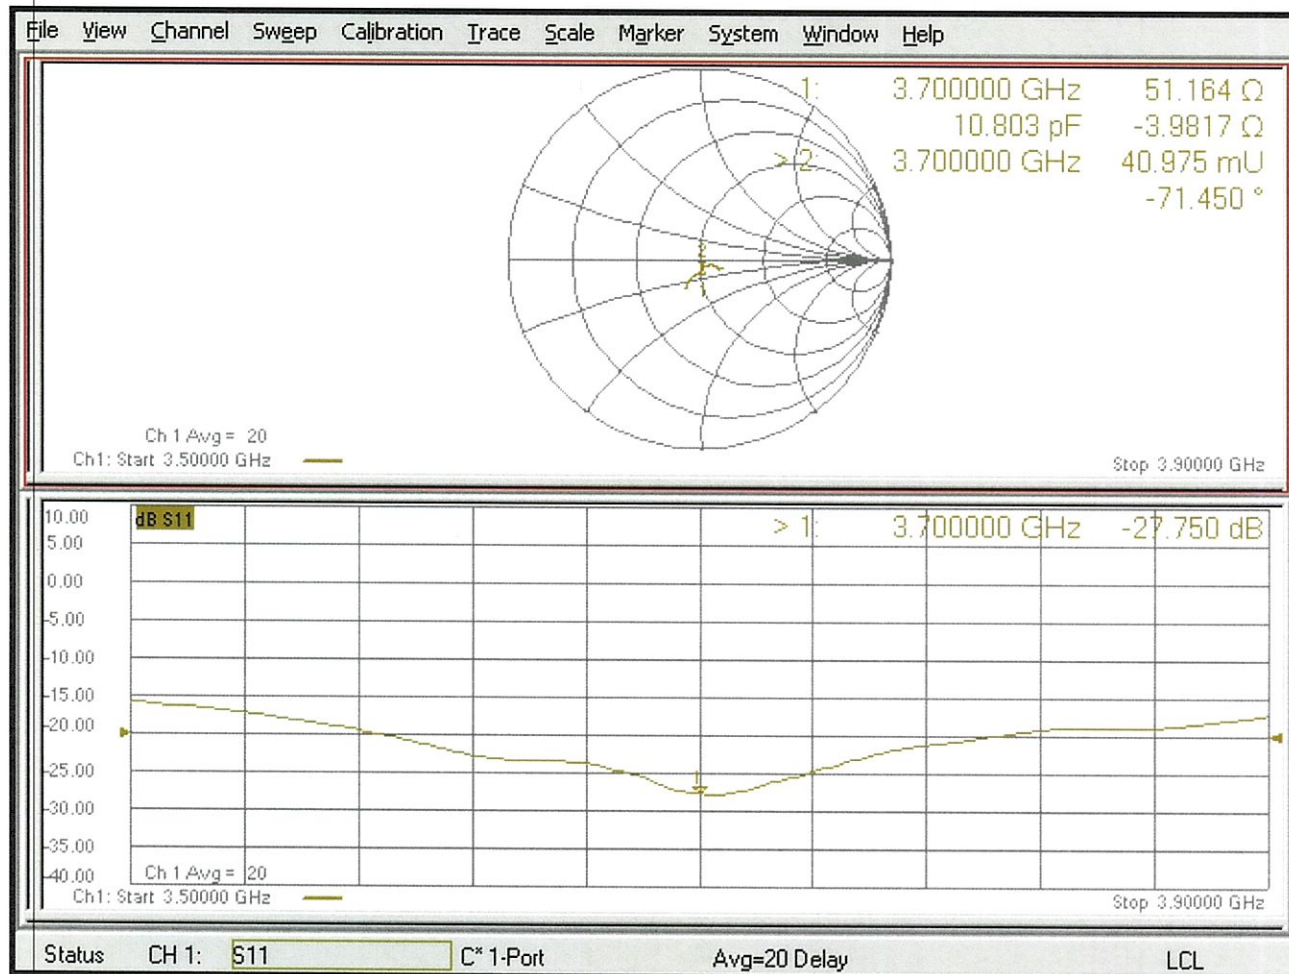 File View Channel Sweep Calibration Trace Scale Marker System Window Help
1: 3.700000 GHz 51.164 Ω
10.803 pF -3.9817 Ω
> 2: 3.700000 GHz 40.975 mU
-71.450 °
Ch 1 Avg = 20
Ch1: Start 3.50000 GHz
Stop 3.90000 GHz
10.00
dB S11
> 1: 3.700000 GHz -27.750 dB
5.00
0.00
-5.00
-10.00
-15.00
-20.00
-25.00
-30.00
-35.00
-40.00
Ch 1 Avg = 20
Ch1: Start 3.50000 GHz
Stop 3.90000 GHz
Status CH 1: S11 C* 1-Port Avg=20 Delay LCL